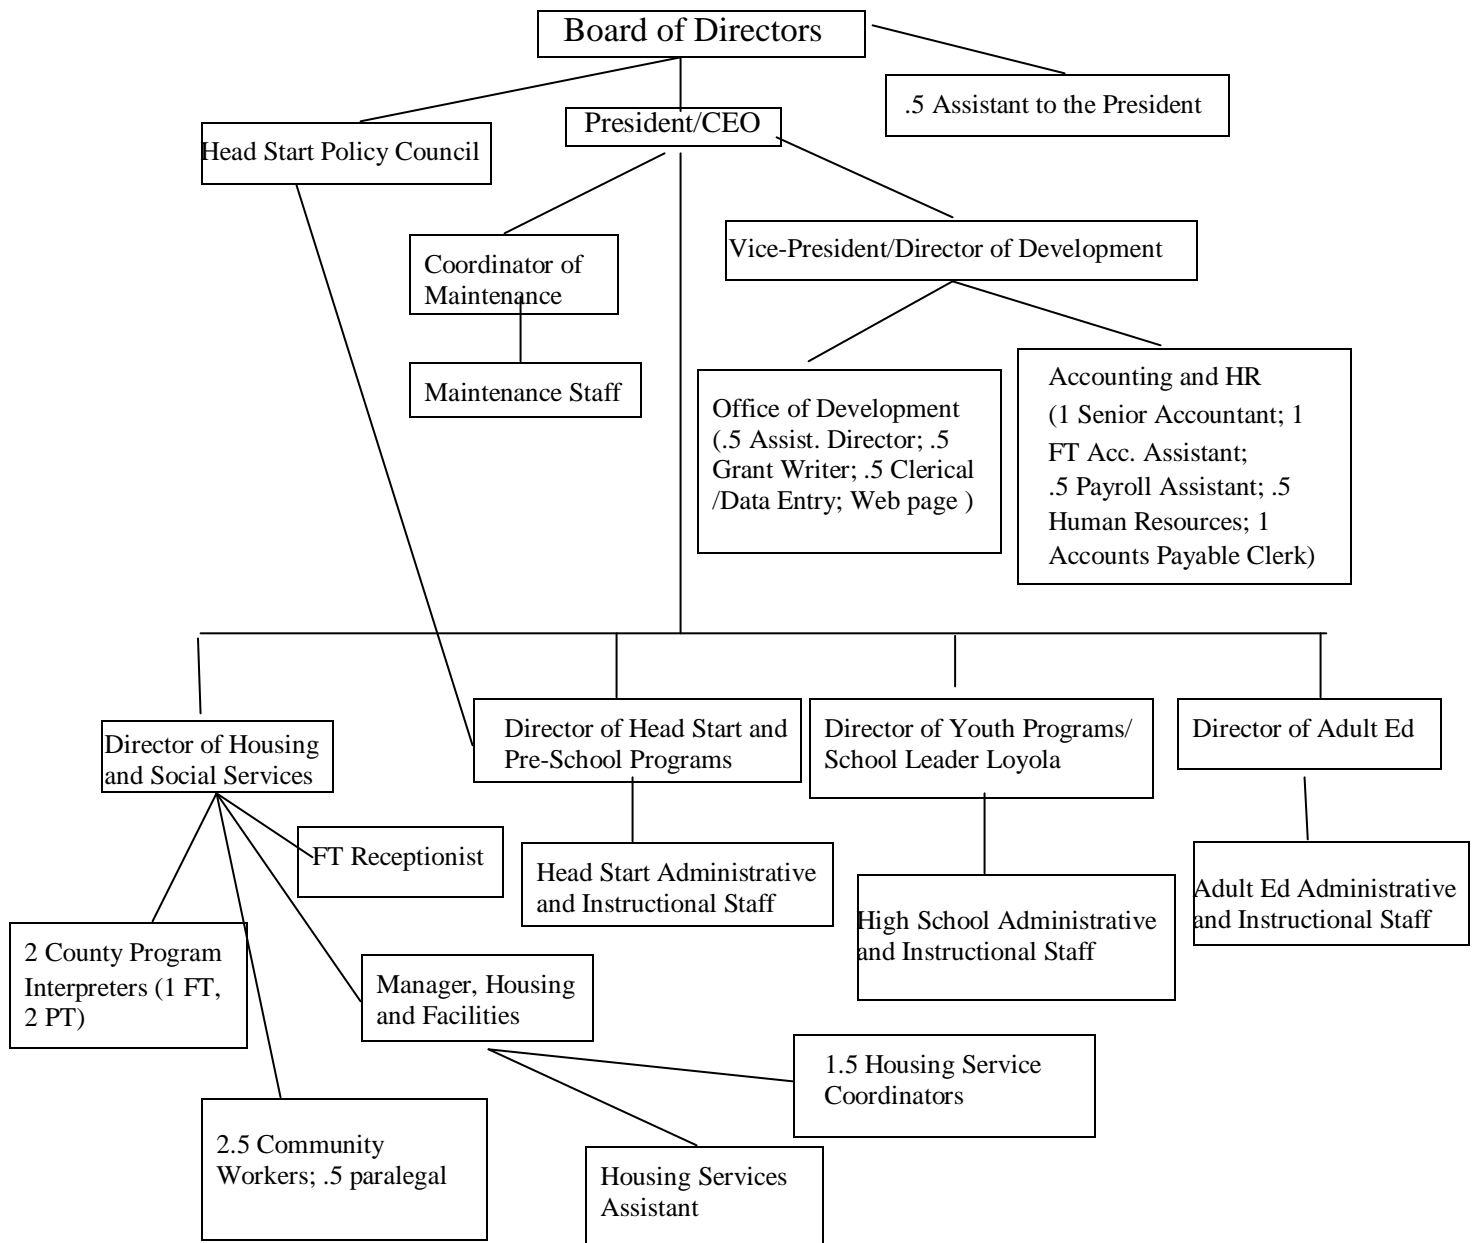 Board of Directors
.5 Assistant to the President
President/CEO
Head Start Policy Council
Vice-President/Director of Development
Coordinator of
Maintenance
Maintenance Staff
Office of Development
(.5 Assist. Director; .5
Grant Writer; .5 Clerical
/Data Entry; Web page )
Accounting and HR
(1 Senior Accountant; 1
FT Acc. Assistant;
.5 Payroll Assistant; .5
Human Resources; 1
Accounts Payable Clerk)
Director of Housing
and Social Services
Director of Head Start and
Pre-School Programs
Director of Youth Programs/
School Leader Loyola
Director of Adult Ed
FT Receptionist
Head Start Administrative
and Instructional Staff
High School Administrative
and Instructional Staff
Adult Ed Administrative
and Instructional Staff
2 County Program
Interpreters (1 FT,
2 PT)
Manager, Housing
and Facilities
1.5 Housing Service
Coordinators
2.5 Community
Workers; .5 paralegal
Housing Services
Assistant